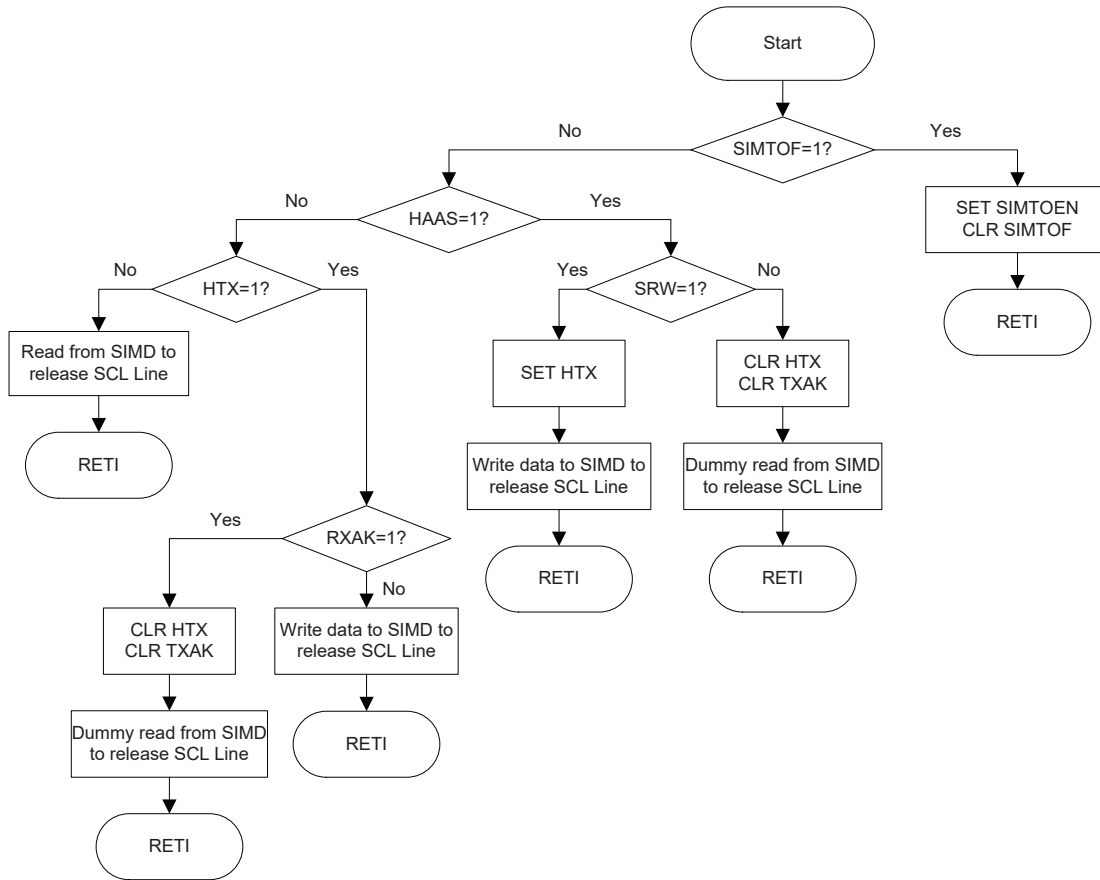 Start
No
Yes
SIMTOF=1?
No
Yes
HAAS=1?
SET SIMTOEN
CLR SIMTOF
No
Yes
HTX=1?
Yes
No
SRW=1?
RETI
Read from SIMD to
release SCL Line
SET HTX
CLR HTX
CLR TXAK
RETI
Write data to SIMD to
release SCL Line
Dummy read from SIMD
to release SCL Line
Yes
RXAK=1?
No
RETI
RETI
CLR HTX
CLR TXAK
Write data to SIMD to
release SCL Line
Dummy read from SIMD
to release SCL Line
RETI
RETI